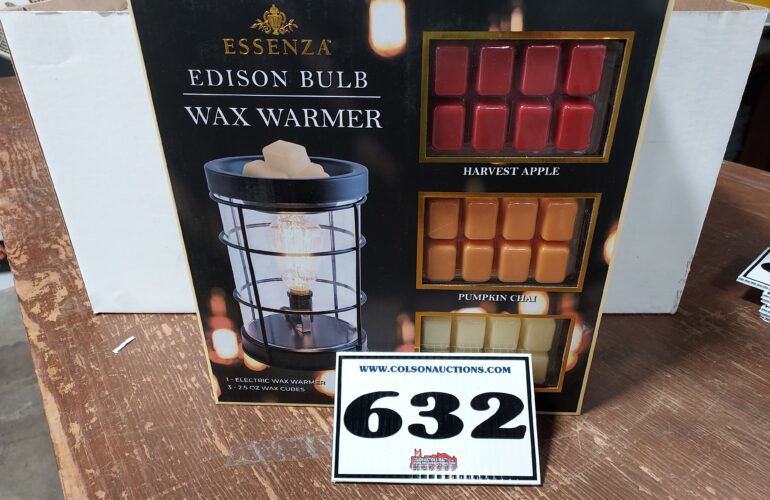 ESSENZA
EDISON BULB
WAX WARMER
HARVEST APPLE
PUMPKIN CHAI
1 - ELECTRIC WAX WARMER
3 - 2.5 OZ WAX CUBES
WWW.COLSONAUCTIONS.COM
632